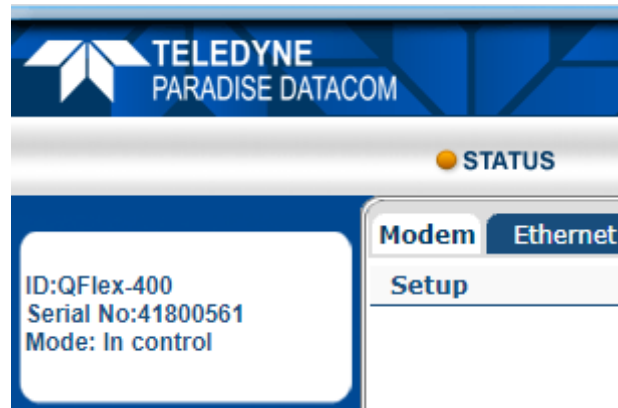 TELEDYNE
PARADISE DATACOM
STATUS
Modem Ethernet
Setup
ID:QFlex-400
Serial No:41800561
Mode: In control